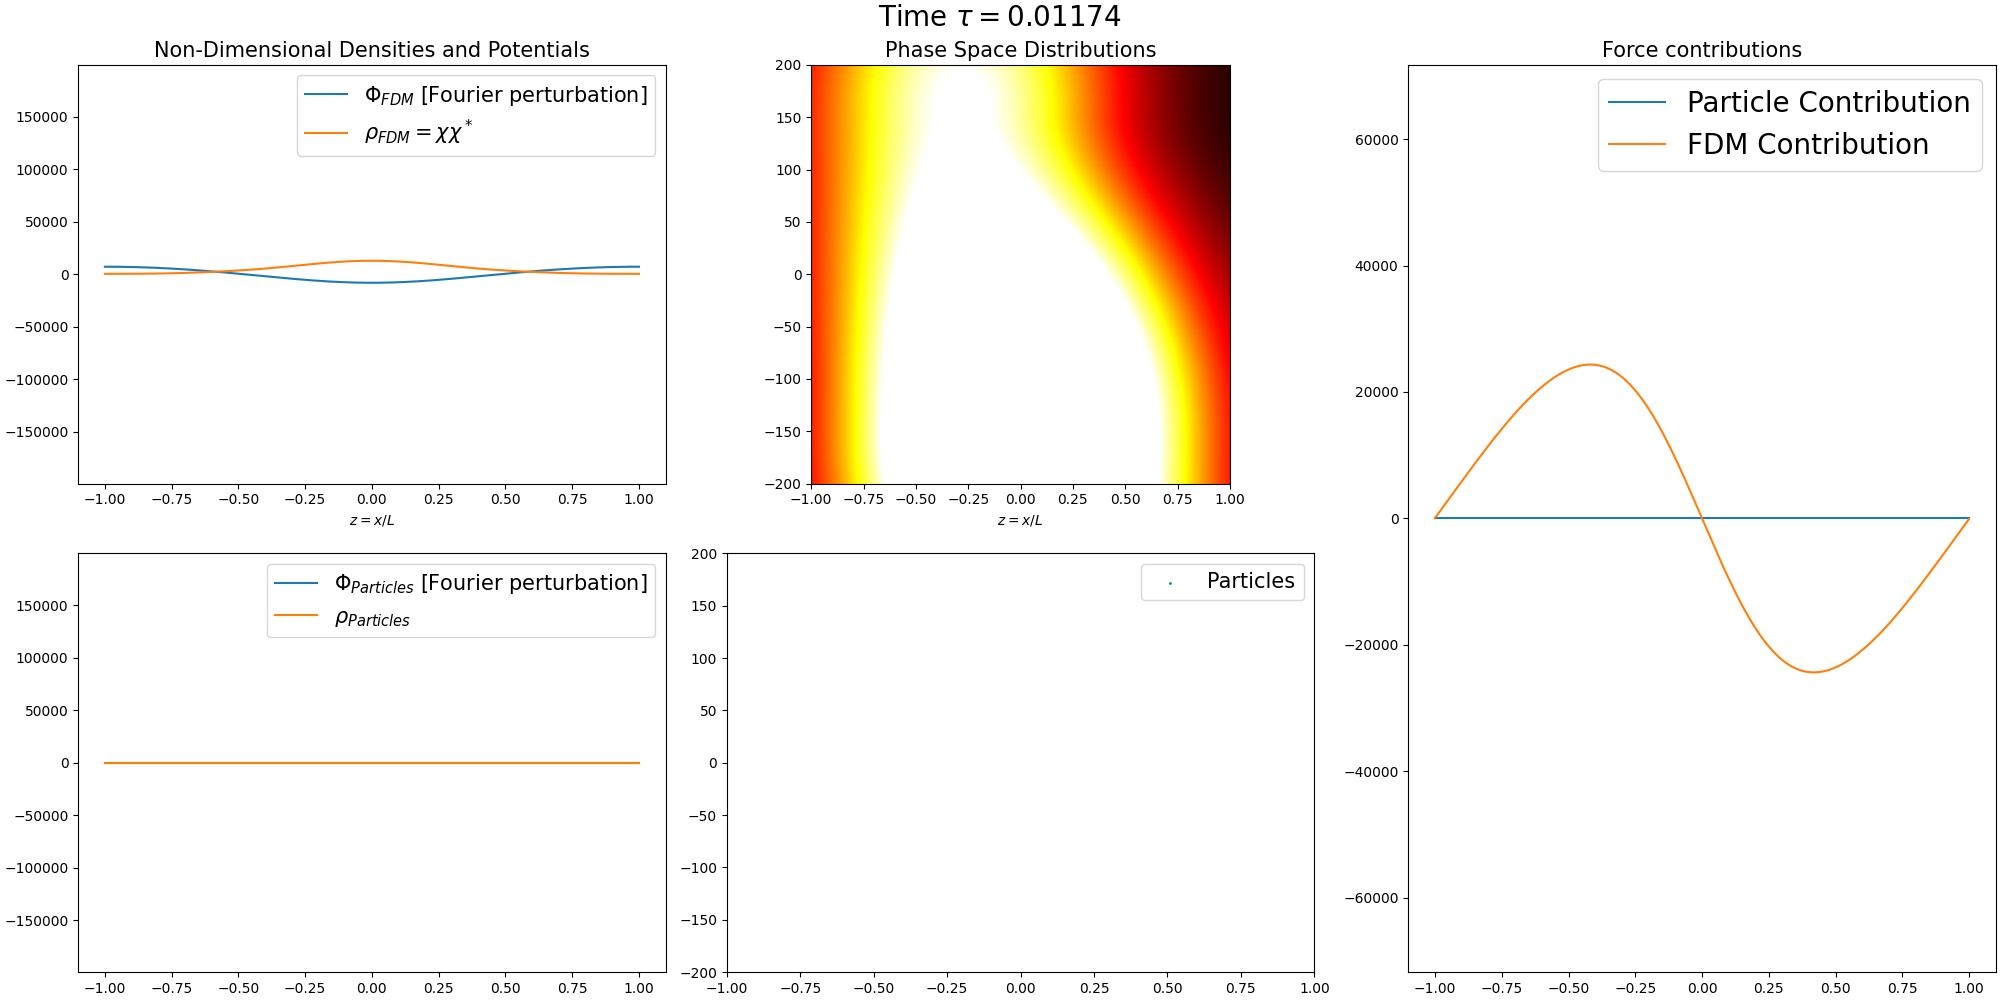 Time τ = 0.01174
Non-Dimensional Densities and Potentials
Φ_FDM [Fourier perturbation]
ρ_FDM = χχ*
150000
100000
50000
0
−50000
−100000
−150000
−1.00 −0.75 −0.50 −0.25 0.00 0.25 0.50 0.75 1.00
z = x/L
Phase Space Distributions
200
150
100
50
0
−50
−100
−150
−200
−1.00 −0.75 −0.50 −0.25 0.00 0.25 0.50 0.75 1.00
z = x/L
Force contributions
Particle Contribution
FDM Contribution
60000
40000
20000
0
−20000
−40000
−60000
−1.00 −0.75 −0.50 −0.25 0.00 0.25 0.50 0.75 1.00
Φ_Particles [Fourier perturbation]
ρ_Particles
150000
100000
50000
0
−50000
−100000
−150000
−1.00 −0.75 −0.50 −0.25 0.00 0.25 0.50 0.75 1.00
Particles
200
150
100
50
0
−50
−100
−150
−200
−1.00 −0.75 −0.50 −0.25 0.00 0.25 0.50 0.75 1.00